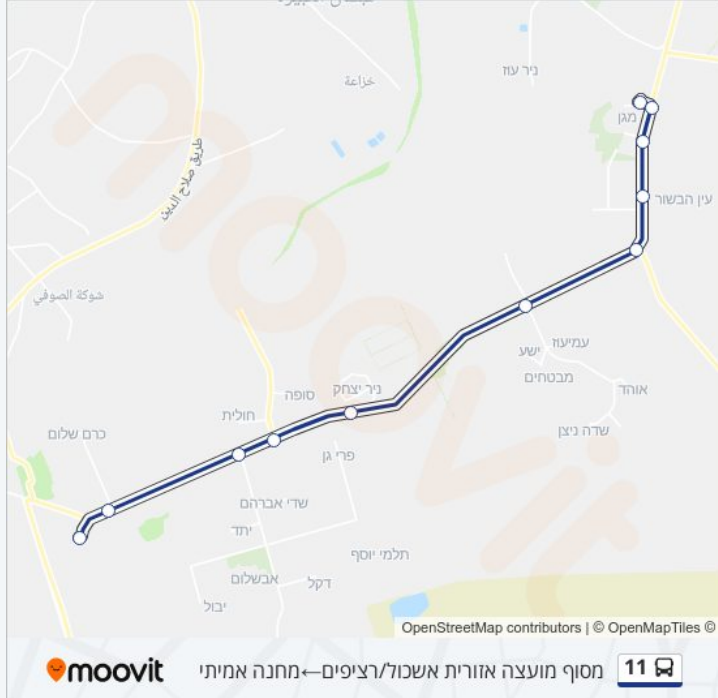 خزاعة
ניר עוז
מגן
طريق صلاح الدين
עין הבשור
شوكة الصوفي
עמיעוז
ישע
מבטחים
אוהד
ניר יצחק
סופה
חולית
שדה ניצן
כרם שלום
פרי גן
שדי אברהם
יתד
תלמי יוסף
אבשלום
דקל
יבול
moovit
OpenStreetMap contributors | © OpenMapTiles ©
11 מסוף מועצה אזורית אשכול/רציפים←מחנה אמיתי
moovit